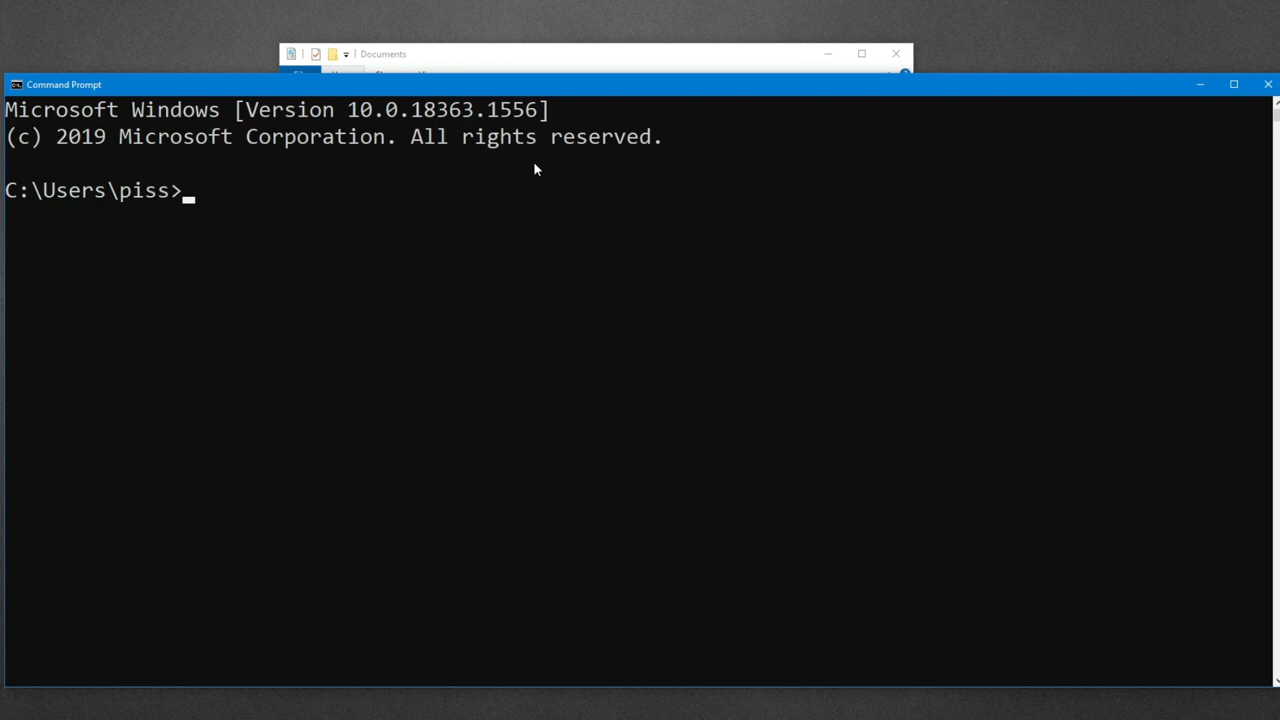 Documents
Command Prompt
Microsoft Windows [Version 10.0.18363.1556]
(c) 2019 Microsoft Corporation. All rights reserved.
C:\Users\piss>